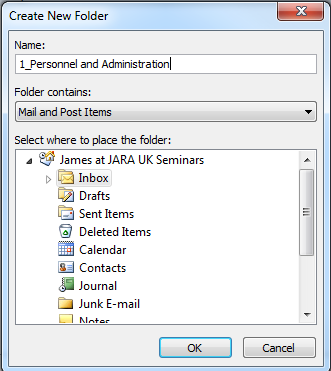 Create New Folder
Name:
1_Personnel and Administration
Folder contains:
Mail and Post Items
Select where to place the folder:
James at JARA UK Seminars
Inbox
Drafts
Sent Items
Deleted Items
Calendar
Contacts
Journal
Junk E-mail
Notes
OK
Cancel